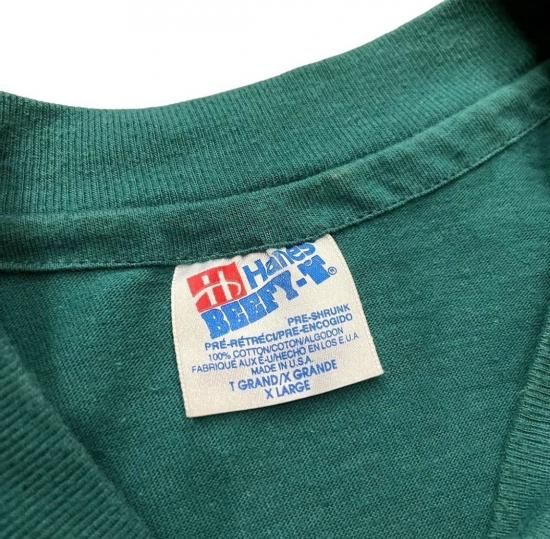 Hanes
BEEFY-T®
PRE-SHRUNK
PRÉ-RÉTRÉCI/PRE-ENCOGIDO
100% COTTON/COTON/ALGODON
FABRIQUÉ AUX É-U/HECHO EN LOS E.U.A
MADE IN U.S.A.
T GRAND/X GRANDE
X LARGE